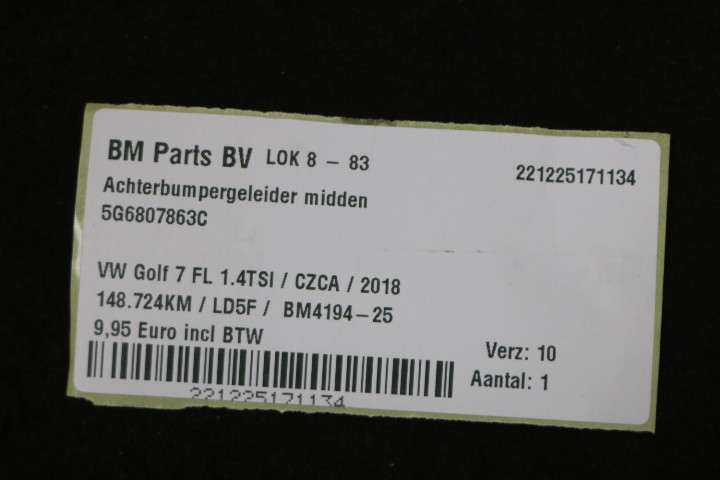 BM Parts BV LOK 8 - 83
221225171134
Achterbumpergeleider midden
5G6807863C
VW Golf 7 FL 1.4TSI / CZCA / 2018
148.724KM / LD5F / BM4194-25
9,95 Euro incl BTW
Verz: 10
Aantal: 1
221225171134